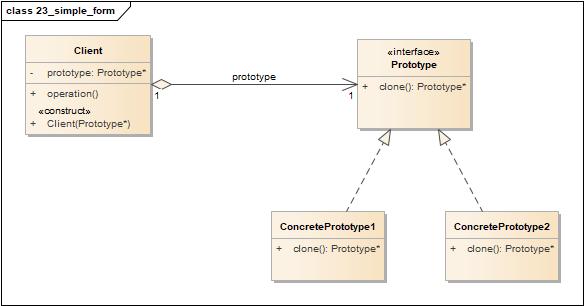 class 23_simple_form
Client
- prototype: Prototype*
+ operation()
«construct»
+ Client(Prototype*)
prototype
1
1
«interface»
Prototype
+ clone(): Prototype*
ConcretePrototype1
+ clone(): Prototype*
ConcretePrototype2
+ clone(): Prototype*